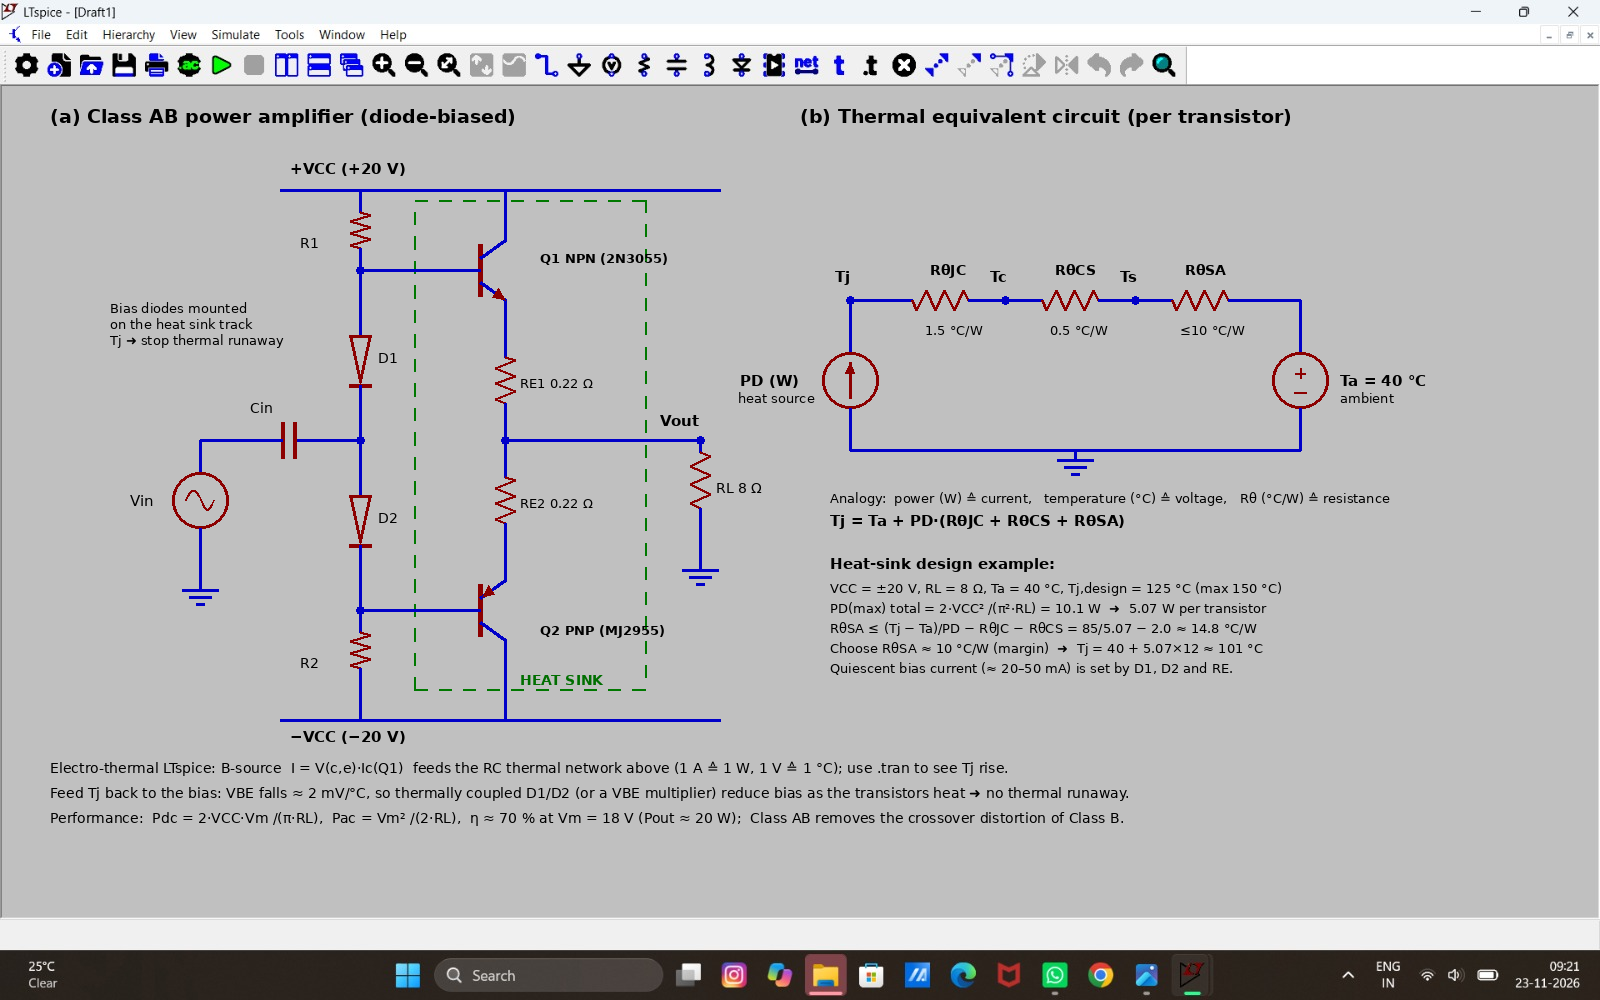 LTspice - [Draft1]
File Edit Hierarchy View Simulate Tools Window Help
ac
net t .t
(a) Class AB power amplifier (diode-biased)
+VCC (+20 V)
R1
Q1 NPN (2N3055)
Bias diodes mounted
on the heat sink track
Tj ➔ stop thermal runaway
D1
RE1 0.22 Ω
Cin
Vout
Vin
RL 8 Ω
D2
RE2 0.22 Ω
Q2 PNP (MJ2955)
R2
HEAT SINK
−VCC (−20 V)
(b) Thermal equivalent circuit (per transistor)
Tj RθJC Tc RθCS Ts RθSA
1.5 °C/W 0.5 °C/W ≤10 °C/W
PD (W)
heat source
Ta = 40 °C
ambient
Analogy: power (W) ≙ current, temperature (°C) ≙ voltage, Rθ (°C/W) ≙ resistance
Tj = Ta + PD·(RθJC + RθCS + RθSA)
Heat-sink design example:
VCC = ±20 V, RL = 8 Ω, Ta = 40 °C, Tj,design = 125 °C (max 150 °C)
PD(max) total = 2·VCC² /(π²·RL) = 10.1 W ➔ 5.07 W per transistor
RθSA ≤ (Tj − Ta)/PD − RθJC − RθCS = 85/5.07 − 2.0 ≈ 14.8 °C/W
Choose RθSA ≈ 10 °C/W (margin) ➔ Tj = 40 + 5.07×12 ≈ 101 °C
Quiescent bias current (≈ 20–50 mA) is set by D1, D2 and RE.
Electro-thermal LTspice: B-source I = V(c,e)·Ic(Q1) feeds the RC thermal network above (1 A ≙ 1 W, 1 V ≙ 1 °C); use .tran to see Tj rise.
Feed Tj back to the bias: VBE falls ≈ 2 mV/°C, so thermally coupled D1/D2 (or a VBE multiplier) reduce bias as the transistors heat ➔ no thermal runaway.
Performance: Pdc = 2·VCC·Vm /(π·RL), Pac = Vm² /(2·RL), η ≈ 70 % at Vm = 18 V (Pout ≈ 20 W); Class AB removes the crossover distortion of Class B.
25°C
Clear
Search
ENG
IN
09:21
23-11-2026